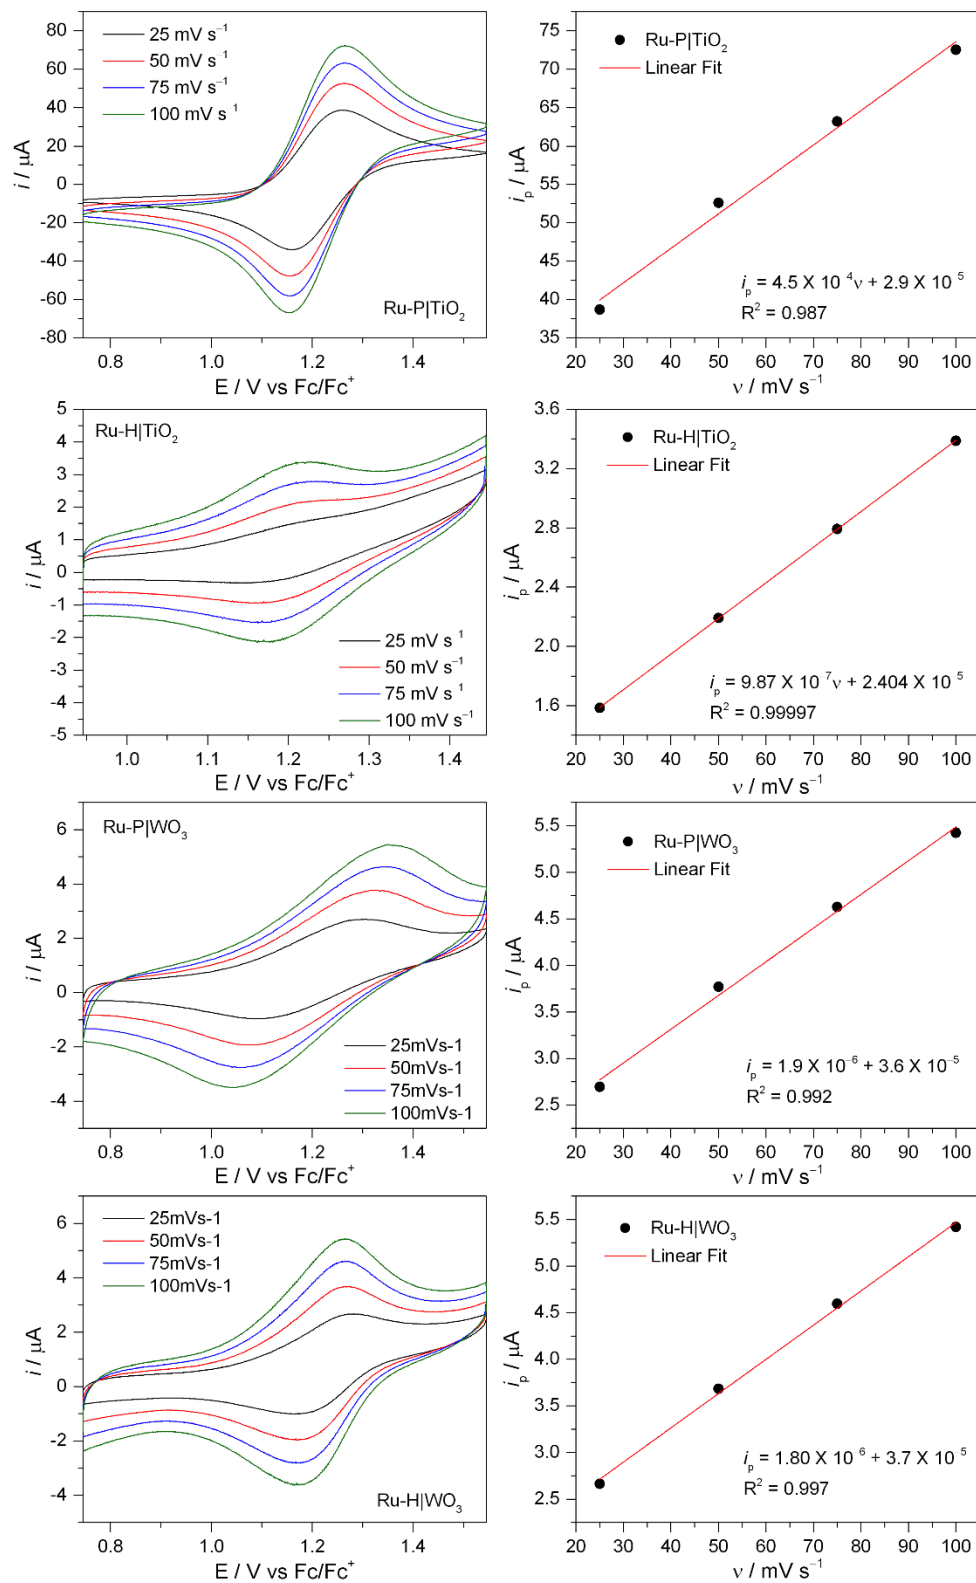 25 mV s⁻¹
50 mV s⁻¹
75 mV s⁻¹
100 mV s ¹
Ru-P|TiO₂
i / μA
80
60
40
20
0
-20
-40
-60
-80
0.8 1.0 1.2 1.4
E / V vs Fc/Fc⁺
Ru-P|TiO₂
Linear Fit
iₚ = 4.5 X 10 ⁴ν + 2.9 X 10 ⁵
R² = 0.987
iₚ / μA
75
70
65
60
55
50
45
40
35
20 30 40 50 60 70 80 90 100
ν / mV s⁻¹
Ru-H|TiO₂
25 mV s ¹
50 mV s⁻¹
75 mV s ¹
100 mV s⁻¹
i / μA
5
4
3
2
1
0
-1
-2
-3
-4
-5
1.0 1.1 1.2 1.3 1.4
E / V vs Fc/Fc⁺
Ru-H|TiO₂
Linear Fit
iₚ = 9.87 X 10 ⁷ν + 2.404 X 10 ⁵
R² = 0.99997
iₚ / μA
3.6
3.2
2.8
2.4
2.0
1.6
20 30 40 50 60 70 80 90 100
ν / mV s⁻¹
Ru-P|WO₃
25mVs-1
50mVs-1
75mVs-1
100mVs-1
i / μA
6
4
2
0
-2
-4
0.8 1.0 1.2 1.4
E / V vs Fc/Fc⁺
Ru-P|WO₃
Linear Fit
iₚ = 1.9 X 10⁻⁶ + 3.6 X 10⁻⁵
R² = 0.992
iₚ / μA
5.5
5.0
4.5
4.0
3.5
3.0
2.5
20 30 40 50 60 70 80 90 100
ν / mV s⁻¹
25mVs-1
50mVs-1
75mVs-1
100mVs-1
Ru-H|WO₃
i / μA
6
4
2
0
-2
-4
0.8 1.0 1.2 1.4
E / V vs Fc/Fc⁺
Ru-H|WO₃
Linear Fit
iₚ = 1.80 X 10⁻⁶ + 3.7 X 10 ⁵
R² = 0.997
iₚ / μA
5.5
5.0
4.5
4.0
3.5
3.0
2.5
20 30 40 50 60 70 80 90 100
ν / mV s⁻¹